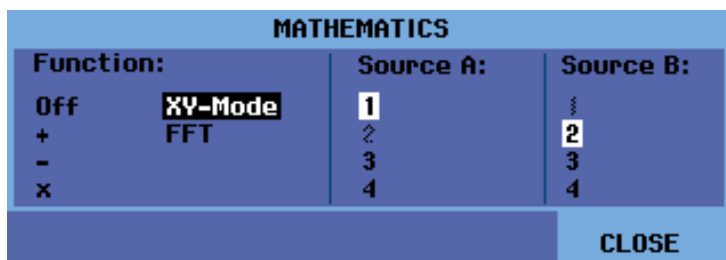 MATHEMATICS
Function: Source A: Source B:
Off XY-Mode 1 1
+ FFT 2 2
- 3 3
x 4 4
CLOSE